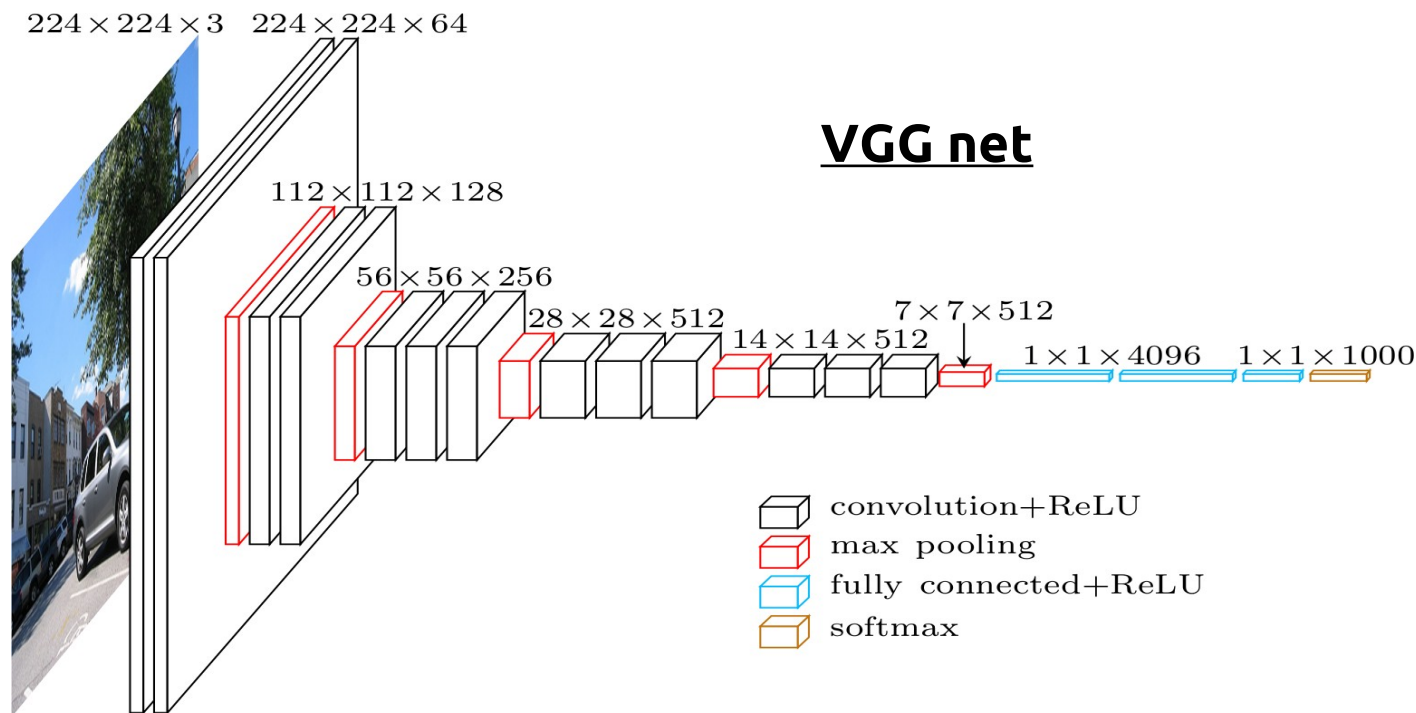 224 × 224 × 3
224 × 224 × 64
VGG net
112 × 112 × 128
56 × 56 × 256
28 × 28 × 512
7 × 7 × 512
14 × 14 × 512
1 × 1 × 4096
1 × 1 × 1000
convolution+ReLU
max pooling
fully connected+ReLU
softmax